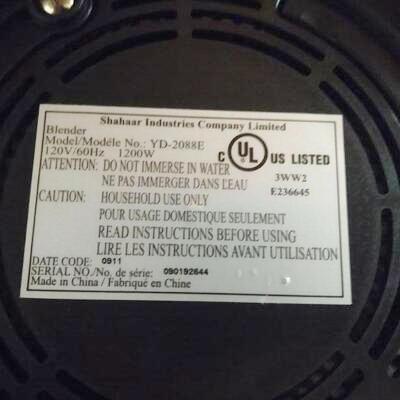 Shahaar Industries Company Limited
Blender
Model/Modéle No.: YD-2088E
120V/60Hz 1200W
C UL US LISTED
3WW2
E236645
ATTENTION: DO NOT IMMERSE IN WATER
NE PAS IMMERGER DANS L'EAU
CAUTION: HOUSEHOLD USE ONLY
POUR USAGE DOMESTIQUE SEULEMENT
READ INSTRUCTIONS BEFORE USING
LIRE LES INSTRUCTIONS AVANT UTILISATION
DATE CODE: 0911
SERIAL NO./No. de série: 090192644
Made in China / Fabriqué en Chine